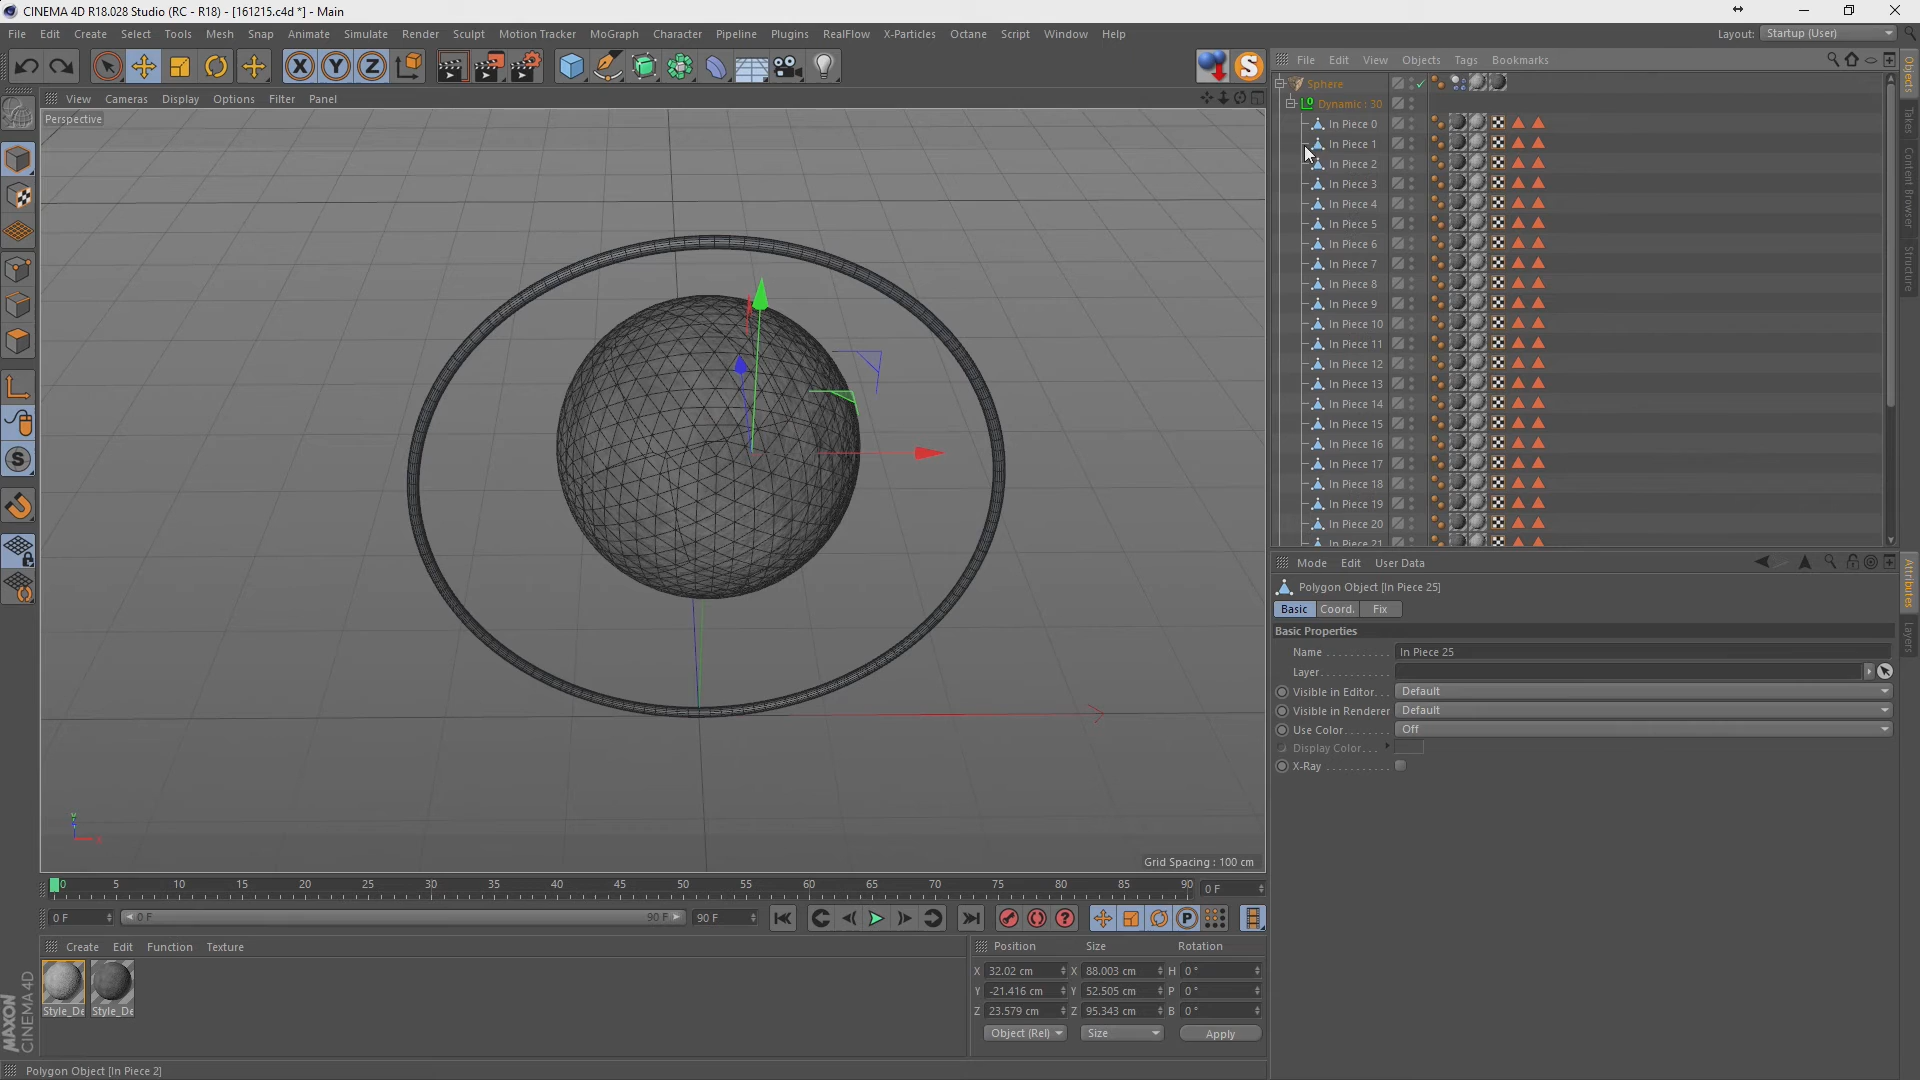 CINEMA 4D R18.028 Studio (RC - R18) - [161215.c4d *] - Main
File Edit Create Select Tools Mesh Snap Animate Simulate Render Sculpt Motion Tracker MoGraph Character Pipeline Plugins RealFlow X-Particles Octane Script Window Help
Layout: Startup (User)
X Y Z
File Edit View Objects Tags Bookmarks
View Cameras Display Options Filter Panel
Perspective
Sphere
Dynamic : 30
In Piece 0
In Piece 1
In Piece 2
In Piece 3
In Piece 4
In Piece 5
In Piece 6
In Piece 7
In Piece 8
In Piece 9
In Piece 10
In Piece 11
In Piece 12
In Piece 13
In Piece 14
In Piece 15
In Piece 16
In Piece 17
In Piece 18
In Piece 19
In Piece 20
In Piece 21
Objects
Takes
Content Browser
Structure
Mode Edit User Data
Polygon Object [In Piece 25]
Basic Coord. Fix
Basic Properties
Name . . . . . . . . . . . In Piece 25
Layer . . . . . . . . . . .
Visible in Editor. . . Default
Visible in Renderer Default
Use Color. . . . . . . . Off
Display Color. . .
X-Ray . . . . . . . . . . .
Attributes
Layers
Grid Spacing : 100 cm
0 5 10 15 20 25 30 35 40 45 50 55 60 65 70 75 80 85 90 0 F
0 F 0 F 90 F 90 F
Create Edit Function Texture
Style_De Style_De
MAXON
CINEMA 4D
Position Size Rotation
X 32.02 cm X 88.003 cm H 0 °
Y -21.416 cm Y 52.505 cm P 0 °
Z 23.579 cm Z 95.343 cm B 0 °
Object (Rel) Size Apply
Polygon Object [In Piece 2]